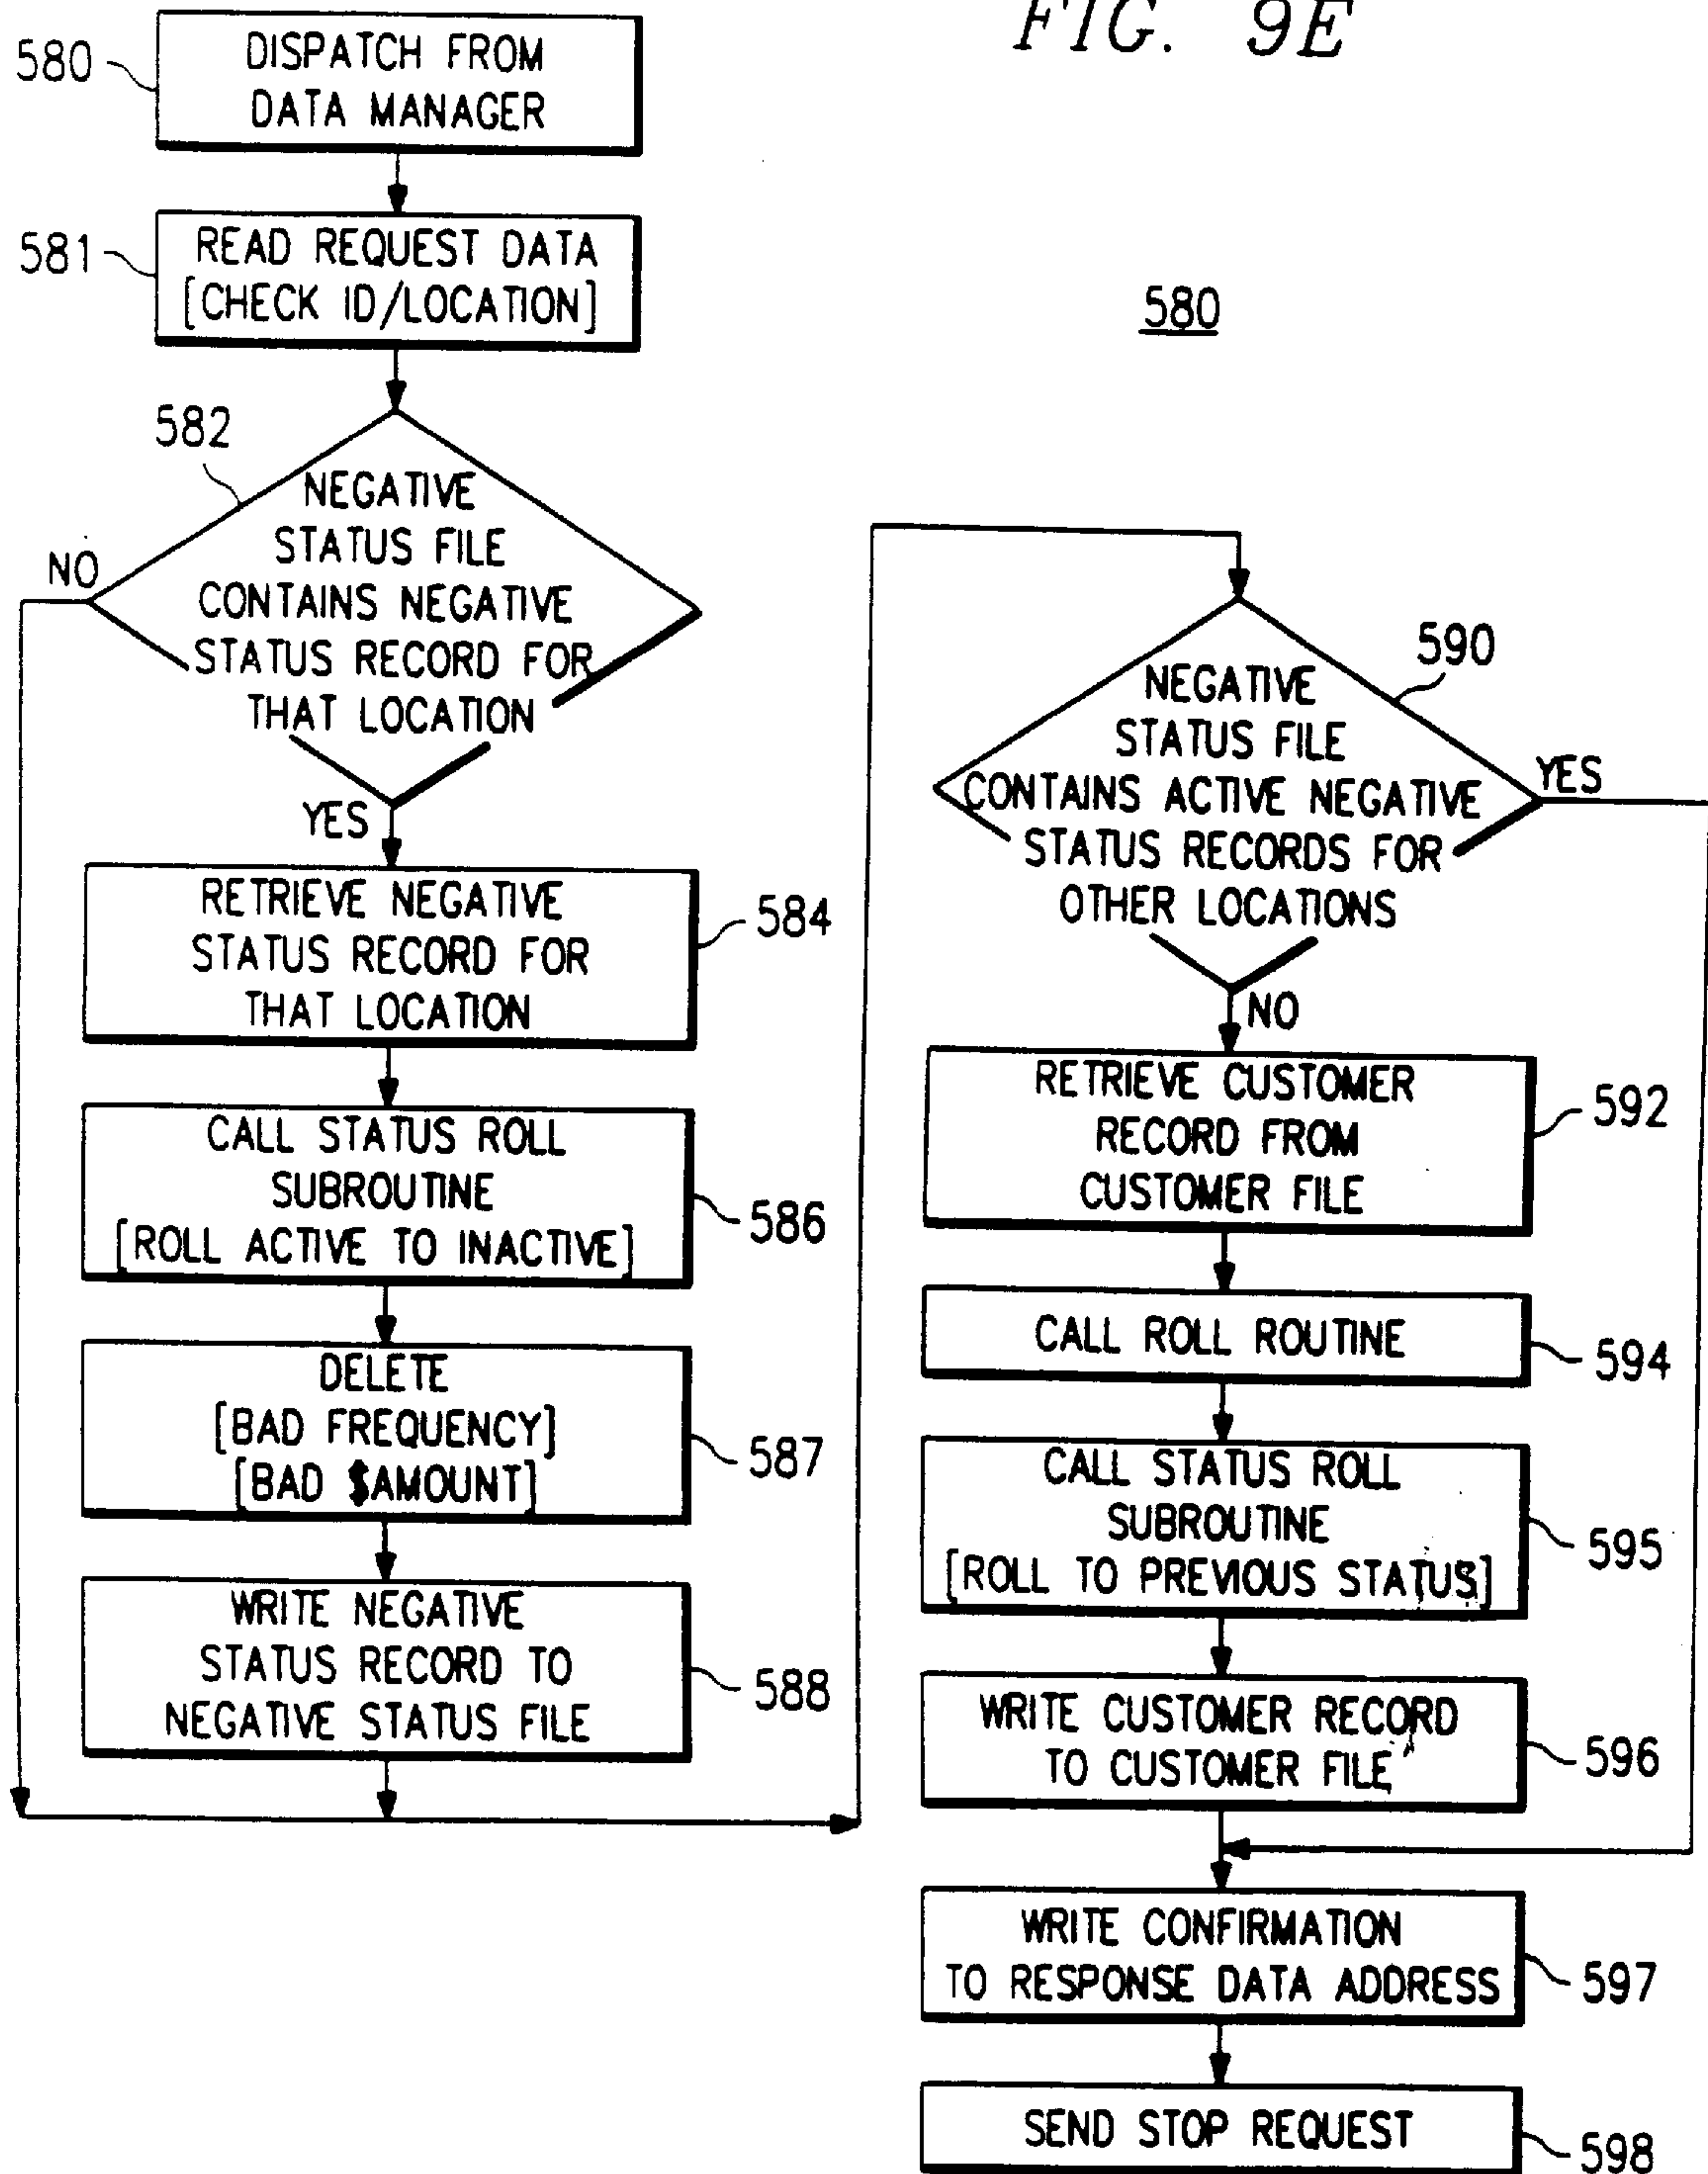 FIG. 9E
580
580
DISPATCH FROM
DATA MANAGER
581
READ REQUEST DATA
[CHECK ID/LOCATION]
582
NEGATIVE
STATUS FILE
CONTAINS NEGATIVE
STATUS RECORD FOR
THAT LOCATION
NO
YES
RETRIEVE NEGATIVE
STATUS RECORD FOR
THAT LOCATION
584
CALL STATUS ROLL
SUBROUTINE
[ROLL ACTIVE TO INACTIVE]
586
DELETE
[BAD FREQUENCY]
[BAD $AMOUNT]
587
WRITE NEGATIVE
STATUS RECORD TO
NEGATIVE STATUS FILE
588
590
NEGATIVE
STATUS FILE
CONTAINS ACTIVE NEGATIVE
STATUS RECORDS FOR
OTHER LOCATIONS
YES
NO
RETRIEVE CUSTOMER
RECORD FROM
CUSTOMER FILE
592
CALL ROLL ROUTINE
594
CALL STATUS ROLL
SUBROUTINE
[ROLL TO PREVIOUS STATUS]
595
WRITE CUSTOMER RECORD
TO CUSTOMER FILE
596
WRITE CONFIRMATION
TO RESPONSE DATA ADDRESS
597
SEND STOP REQUEST
598